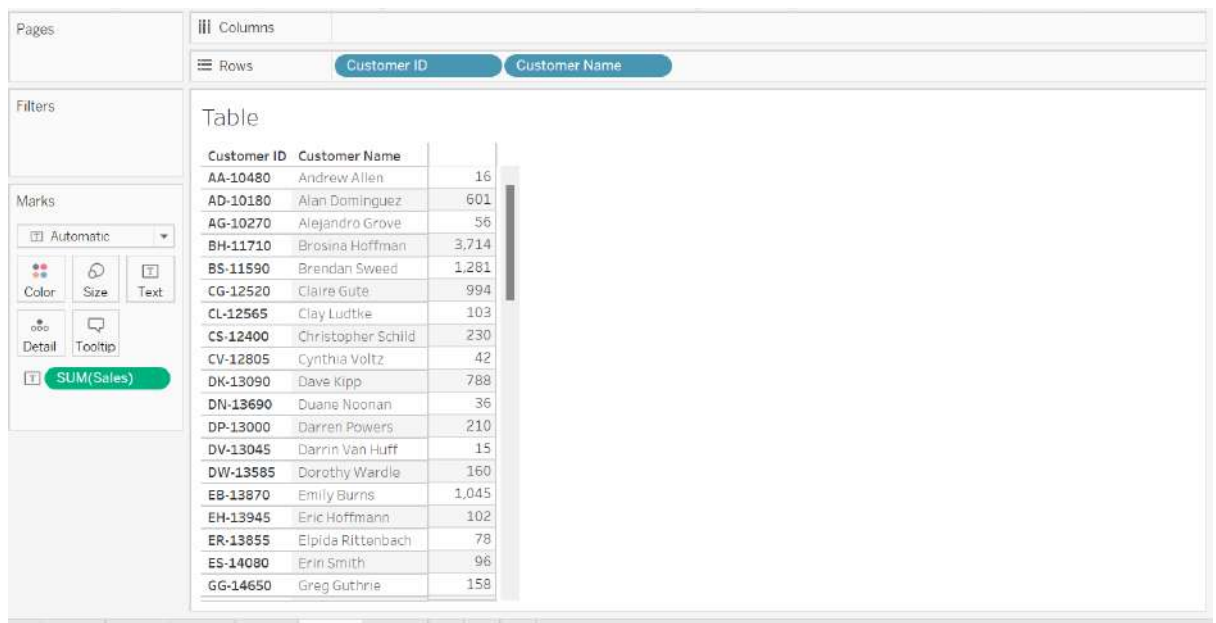 Pages
Columns
Rows Customer ID Customer Name
Filters
Table
Customer ID Customer Name
AA-10480 Andrew Allen 16
AD-10180 Alan Dominguez 601
AG-10270 Alejandro Grove 56
BH-11710 Brosina Hoffman 3,714
BS-11590 Brendan Sweed 1,281
CG-12520 Claire Gute 994
CL-12565 Clay Ludtke 103
CS-12400 Christopher Schild 230
CV-12805 Cynthia Voltz 42
DK-13090 Dave Kipp 788
DN-13690 Duane Noonan 36
DP-13000 Darren Powers 210
DV-13045 Darrin Van Huff 15
DW-13585 Dorothy Wardle 160
EB-13870 Emily Burns 1,045
EH-13945 Eric Hoffmann 102
ER-13855 Elpida Rittenbach 78
ES-14080 Erin Smith 96
GG-14650 Greg Guthrie 158
Marks
T Automatic
Color Size T Text
Detail Tooltip
T SUM(Sales)